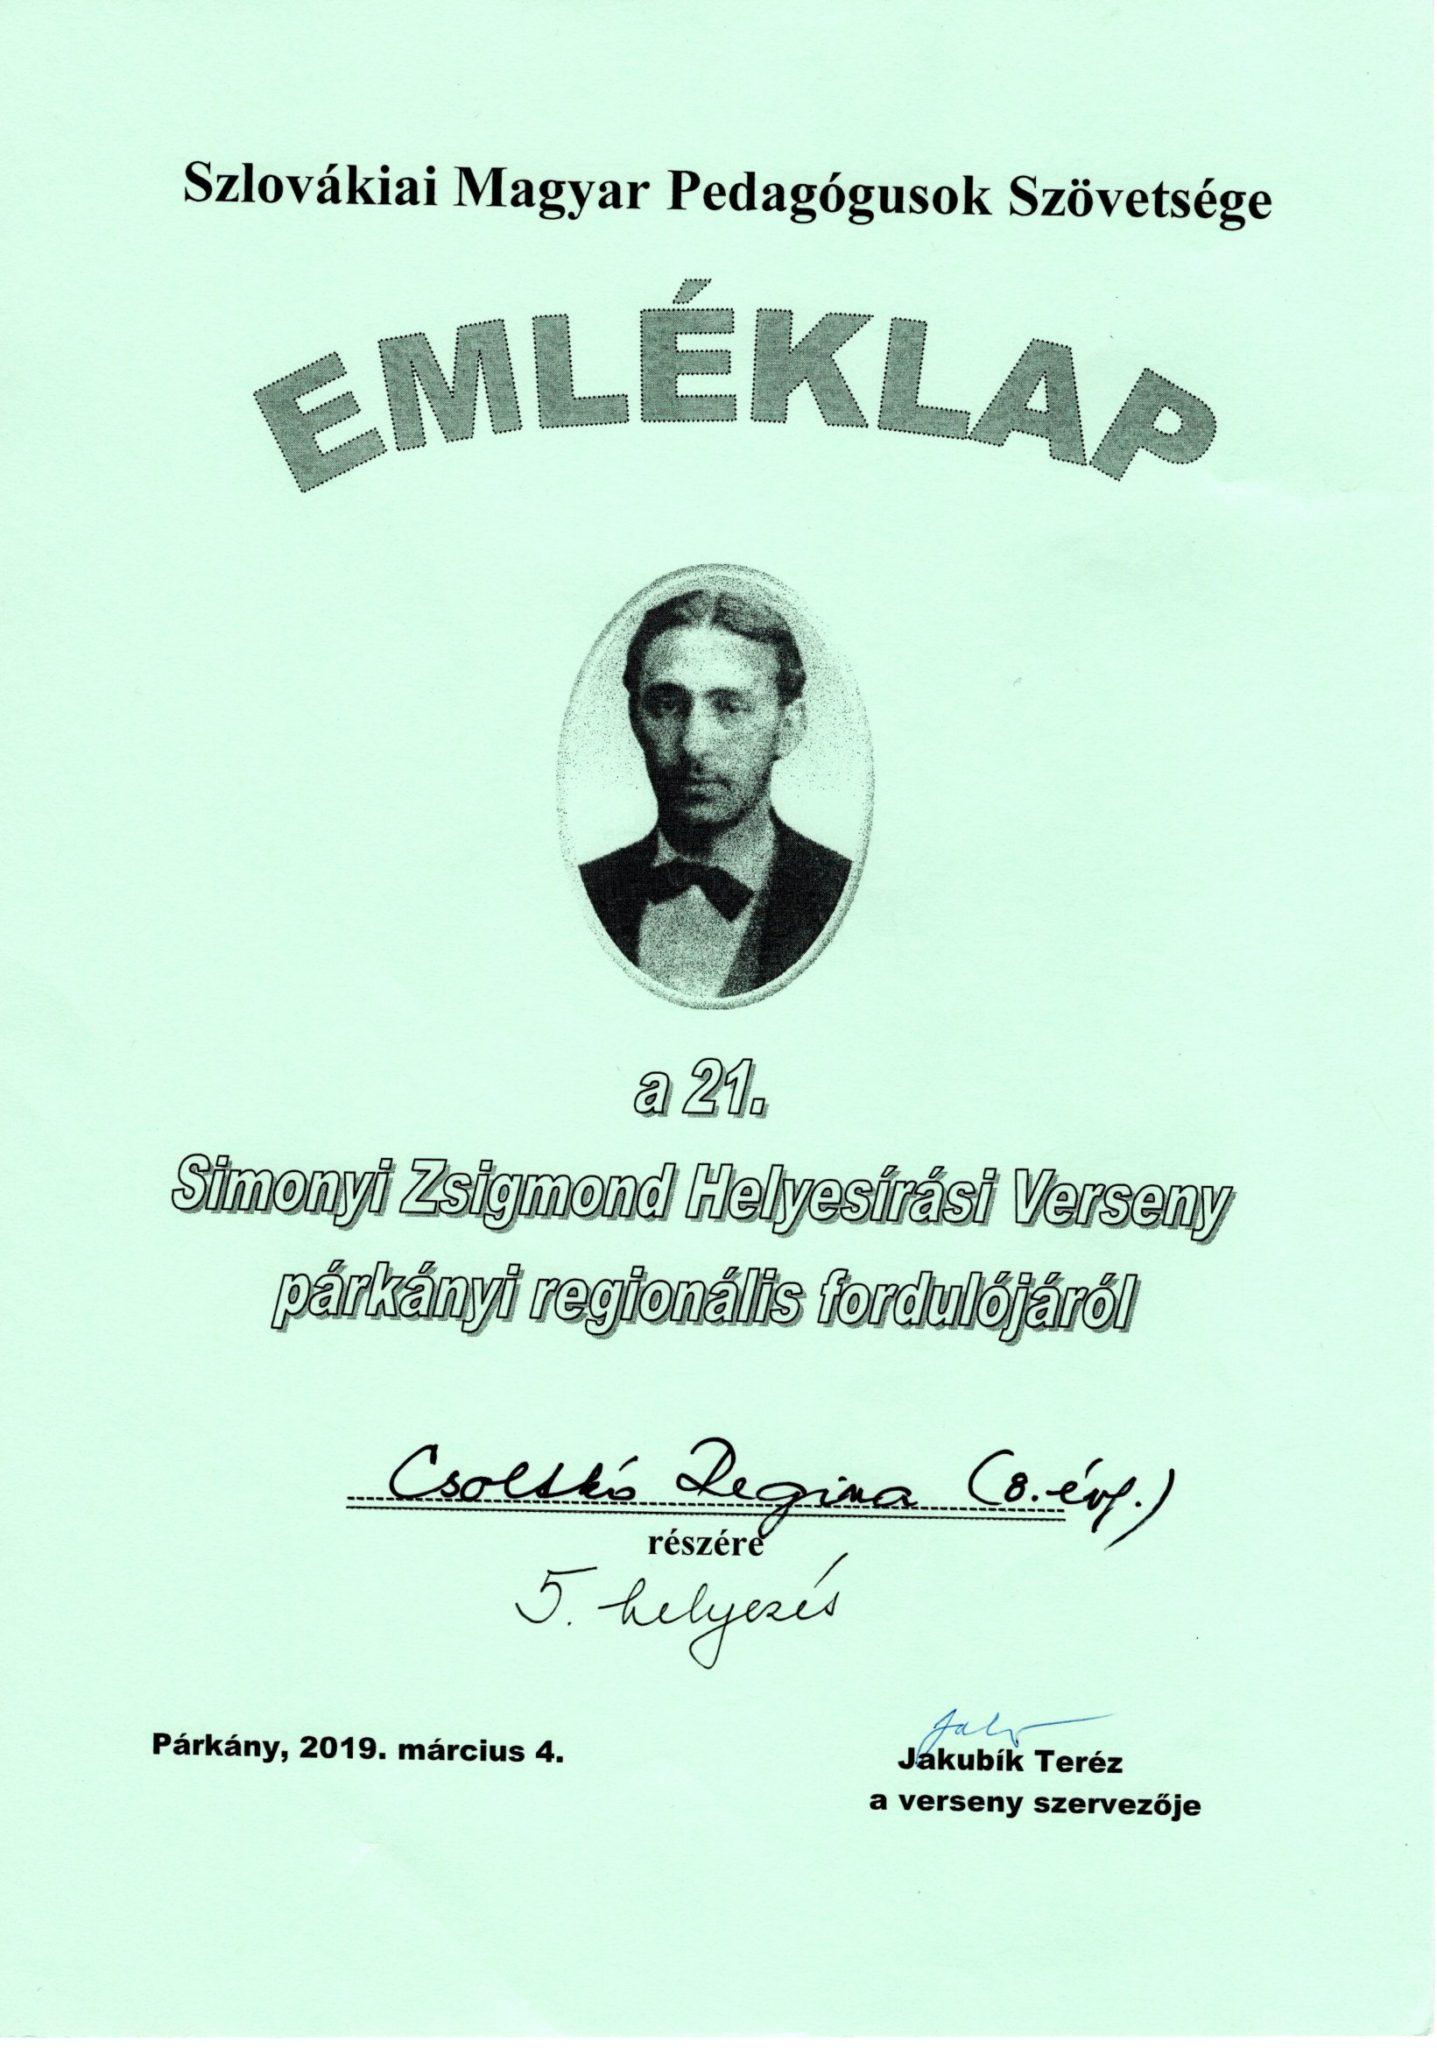 Szlovákiai Magyar Pedagógusok Szövetsége
EMLÉKLAP
a 21.
Simonyi Zsigmond Helyesírási Verseny
párkányi regionális fordulójáról
Regina (8. évf.)
részére
5. helyezés
Párkány, 2019. március 4.
Jakubík Teréz
a verseny szervezője